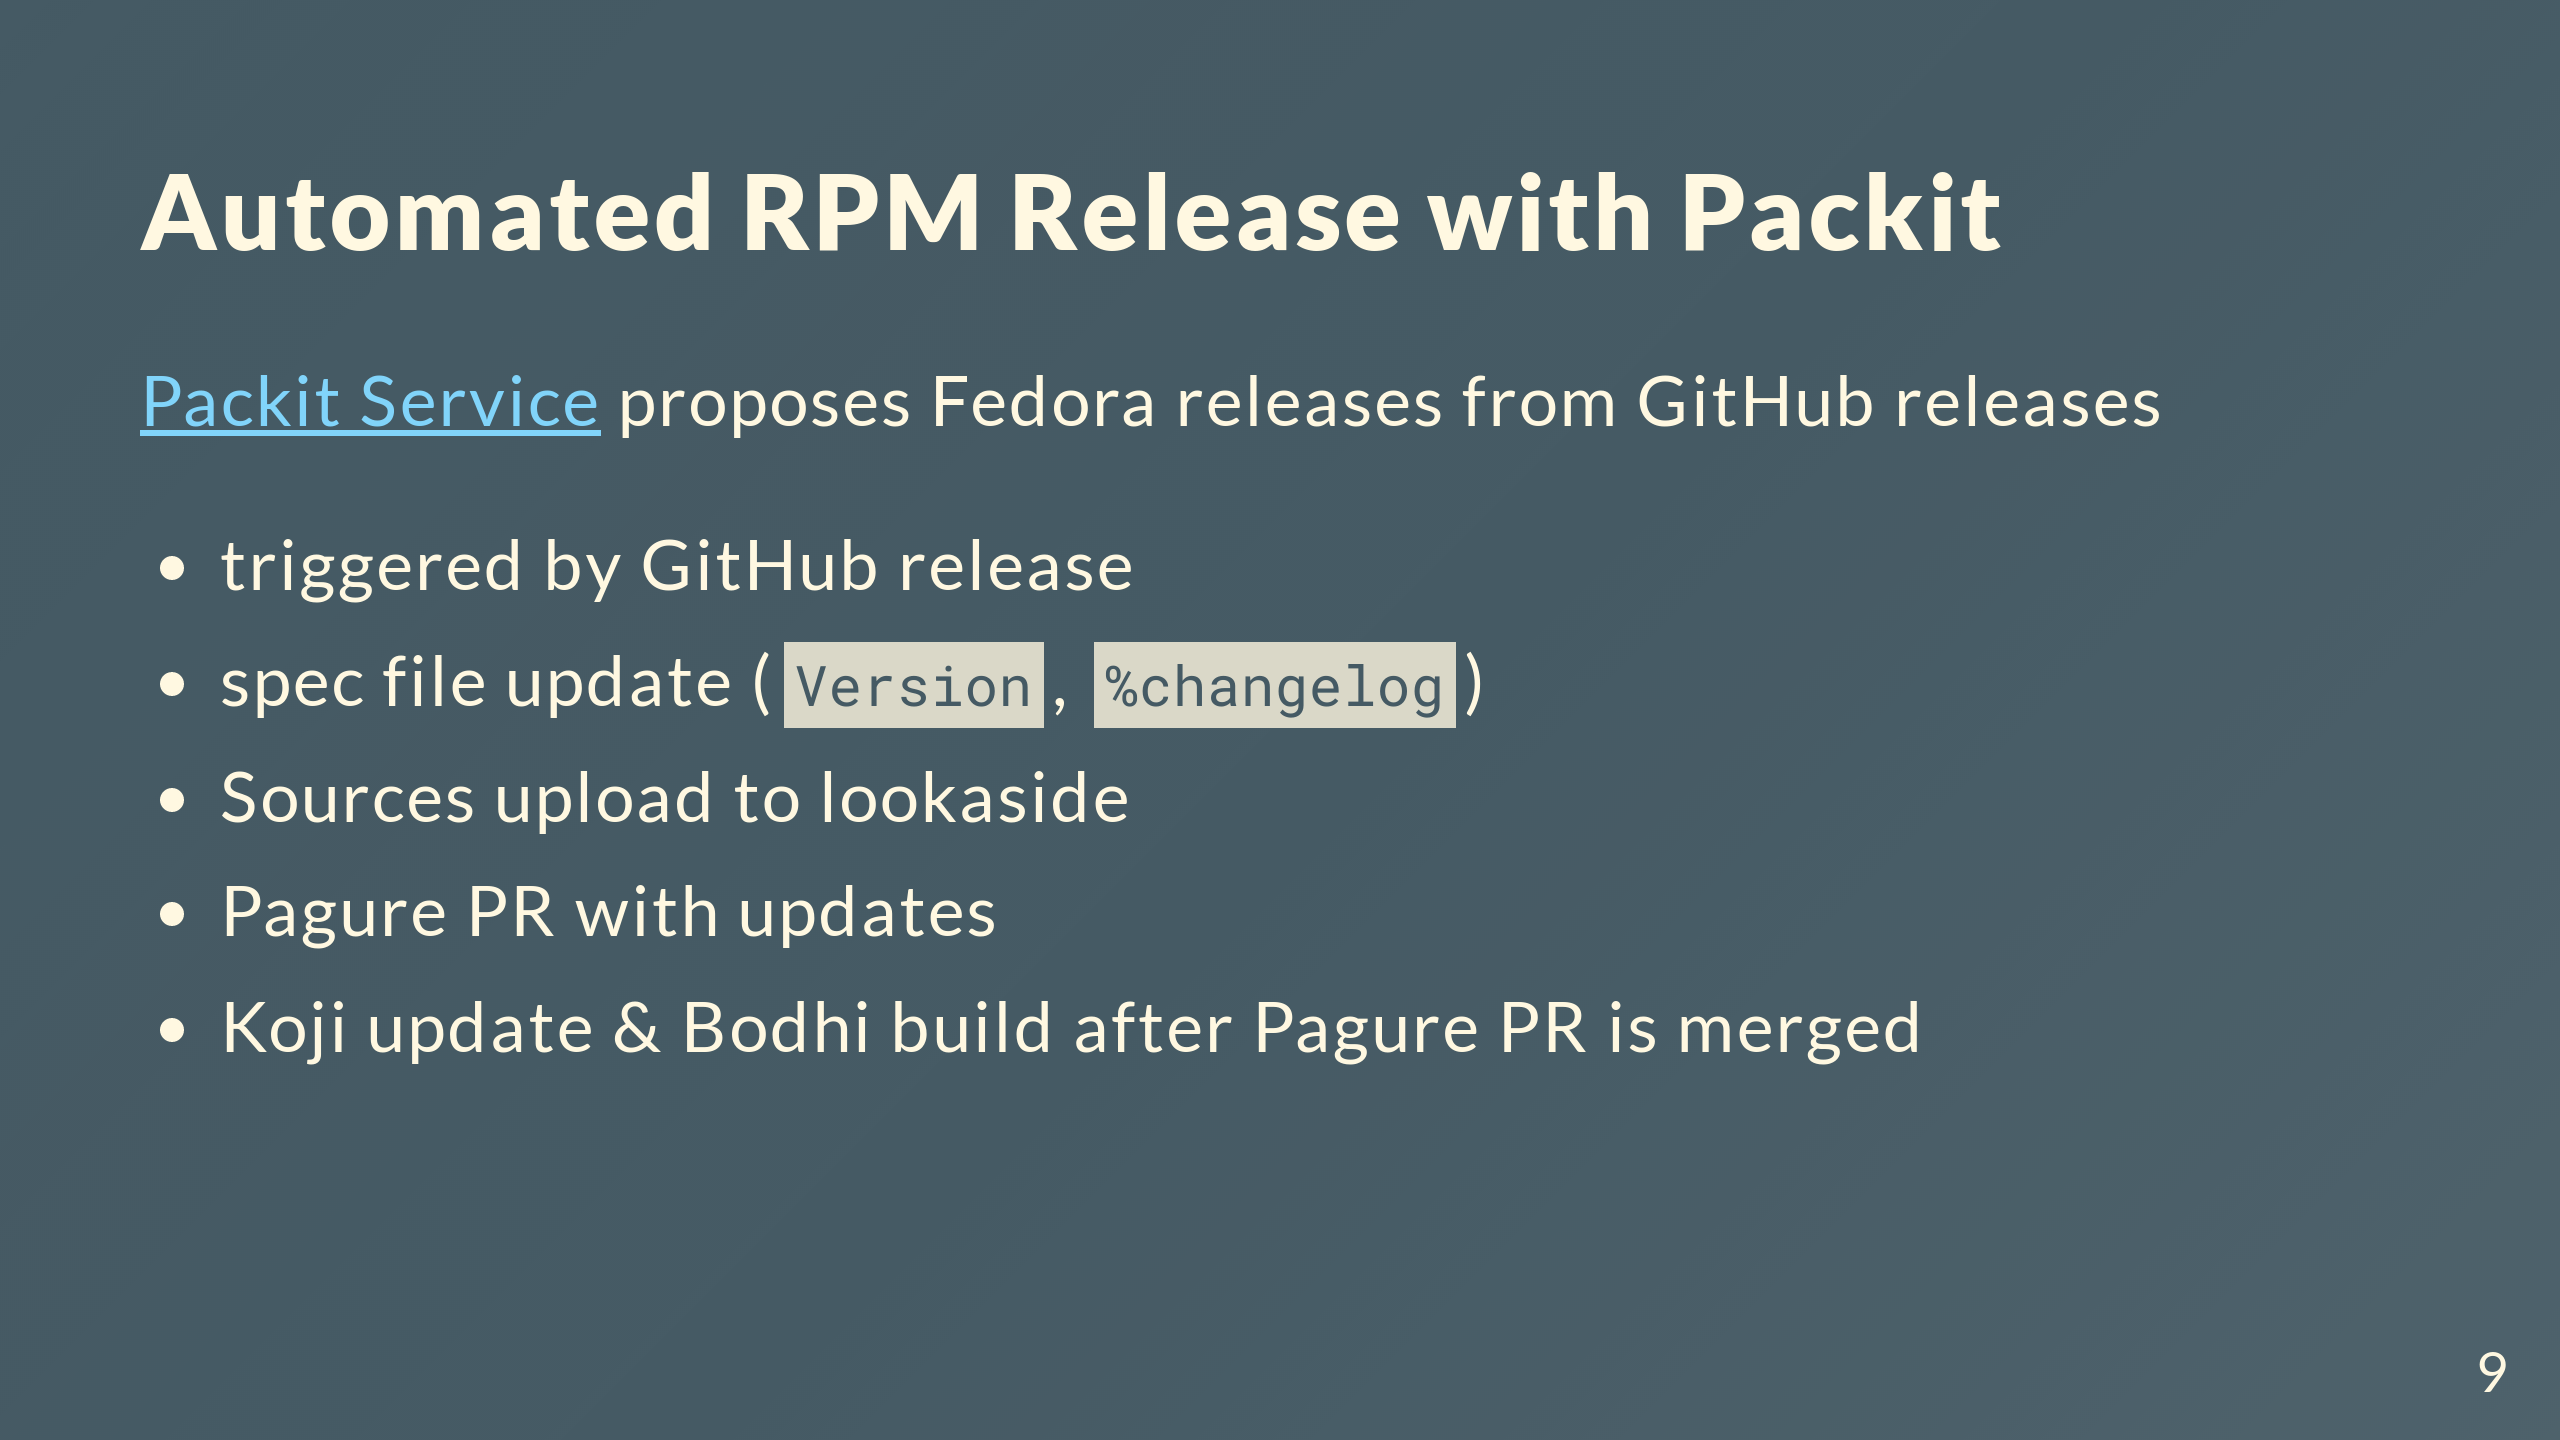 Automated RPM Release with Packit
Packit Service proposes Fedora releases from GitHub releases
• triggered by GitHub release
• spec file update ( Version , %changelog )
• Sources upload to lookaside
• Pagure PR with updates
• Koji update & Bodhi build after Pagure PR is merged
9